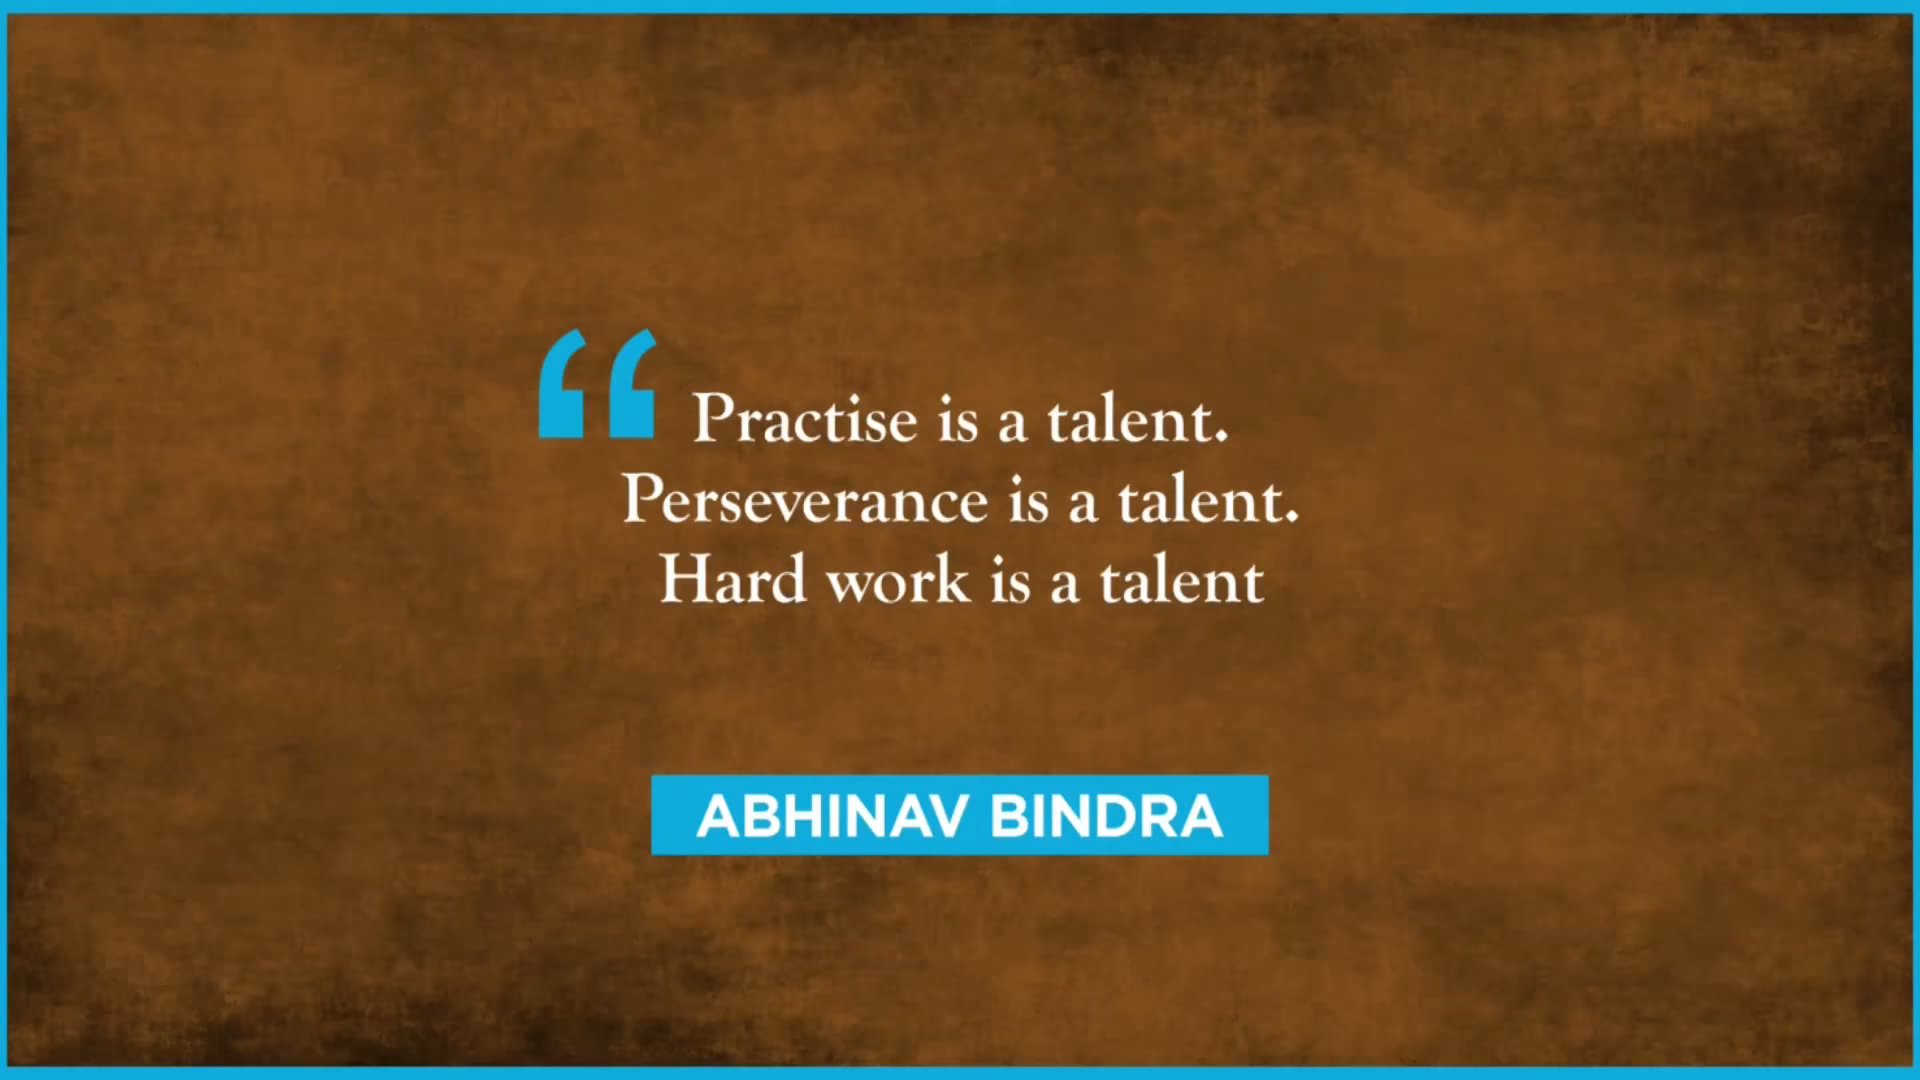 “ Practise is a talent.
Perseverance is a talent.
Hard work is a talent
ABHINAV BINDRA